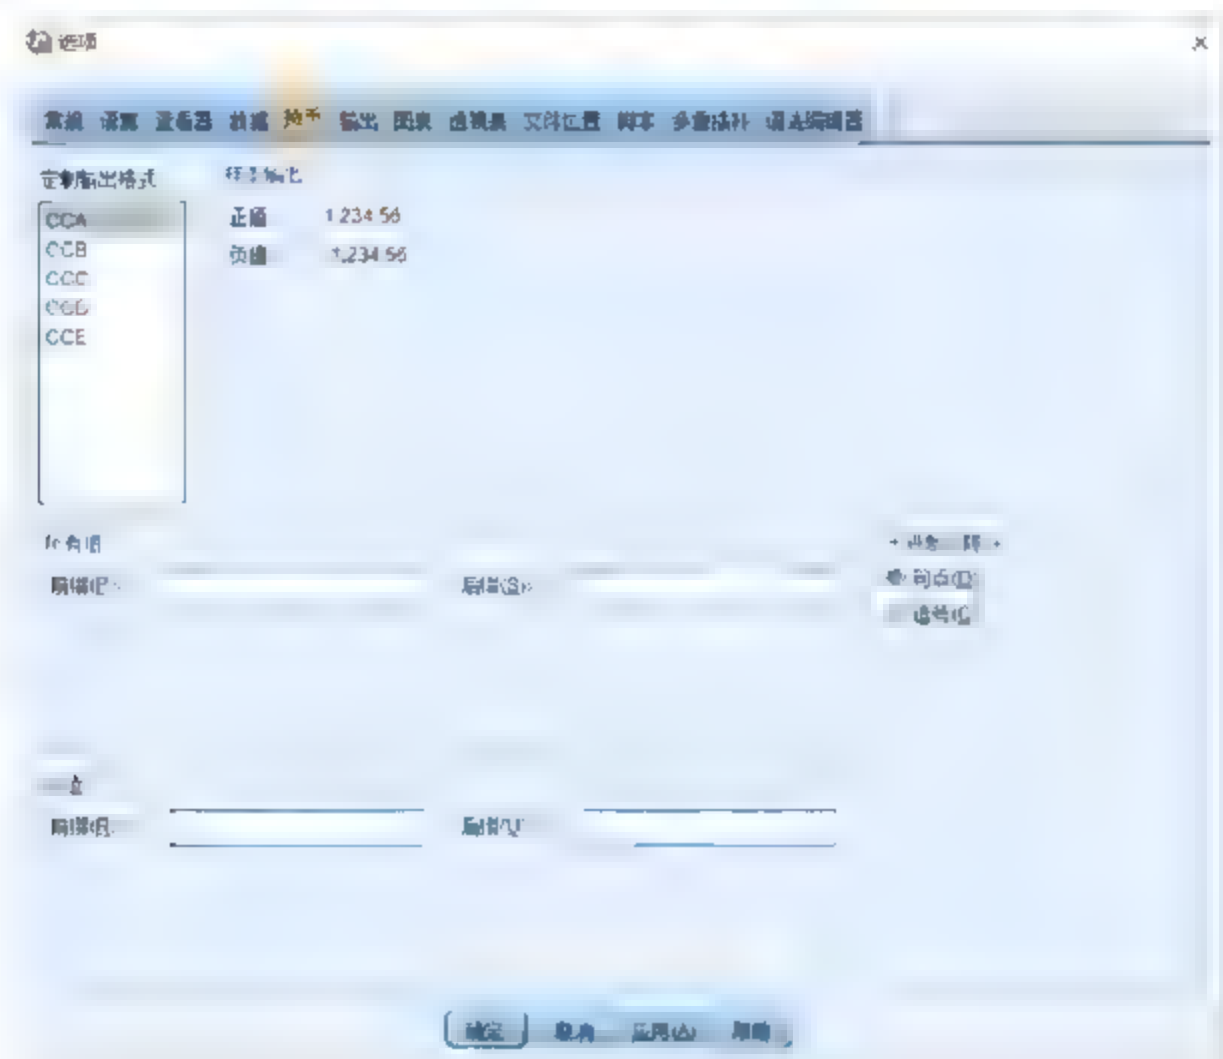 选项
常规 语言 查看器 数据 货币 输出 图表 透视表 文件位置 脚本 多重插补 语法编辑器
定制输出格式 样本输出
CCA
CCB
CCC
CCD
CCE
正值 1,234.56
负值 -1,234.56
所有值
前缀(P): 后缀(S):
句点(D)
逗号(C)
前缀(R): 后缀(U):
确定 取消 应用(A) 帮助